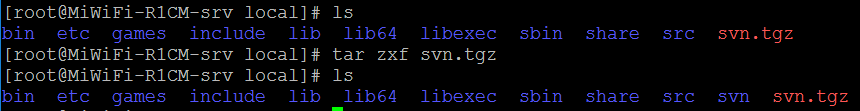 [root@MiWiFi-R1CM-srv local]# ls
bin etc games include lib lib64 libexec sbin share src svn.tgz
[root@MiWiFi-R1CM-srv local]# tar zxf svn.tgz
[root@MiWiFi-R1CM-srv local]# ls
bin etc games include lib lib64 libexec sbin share src svn svn.tgz